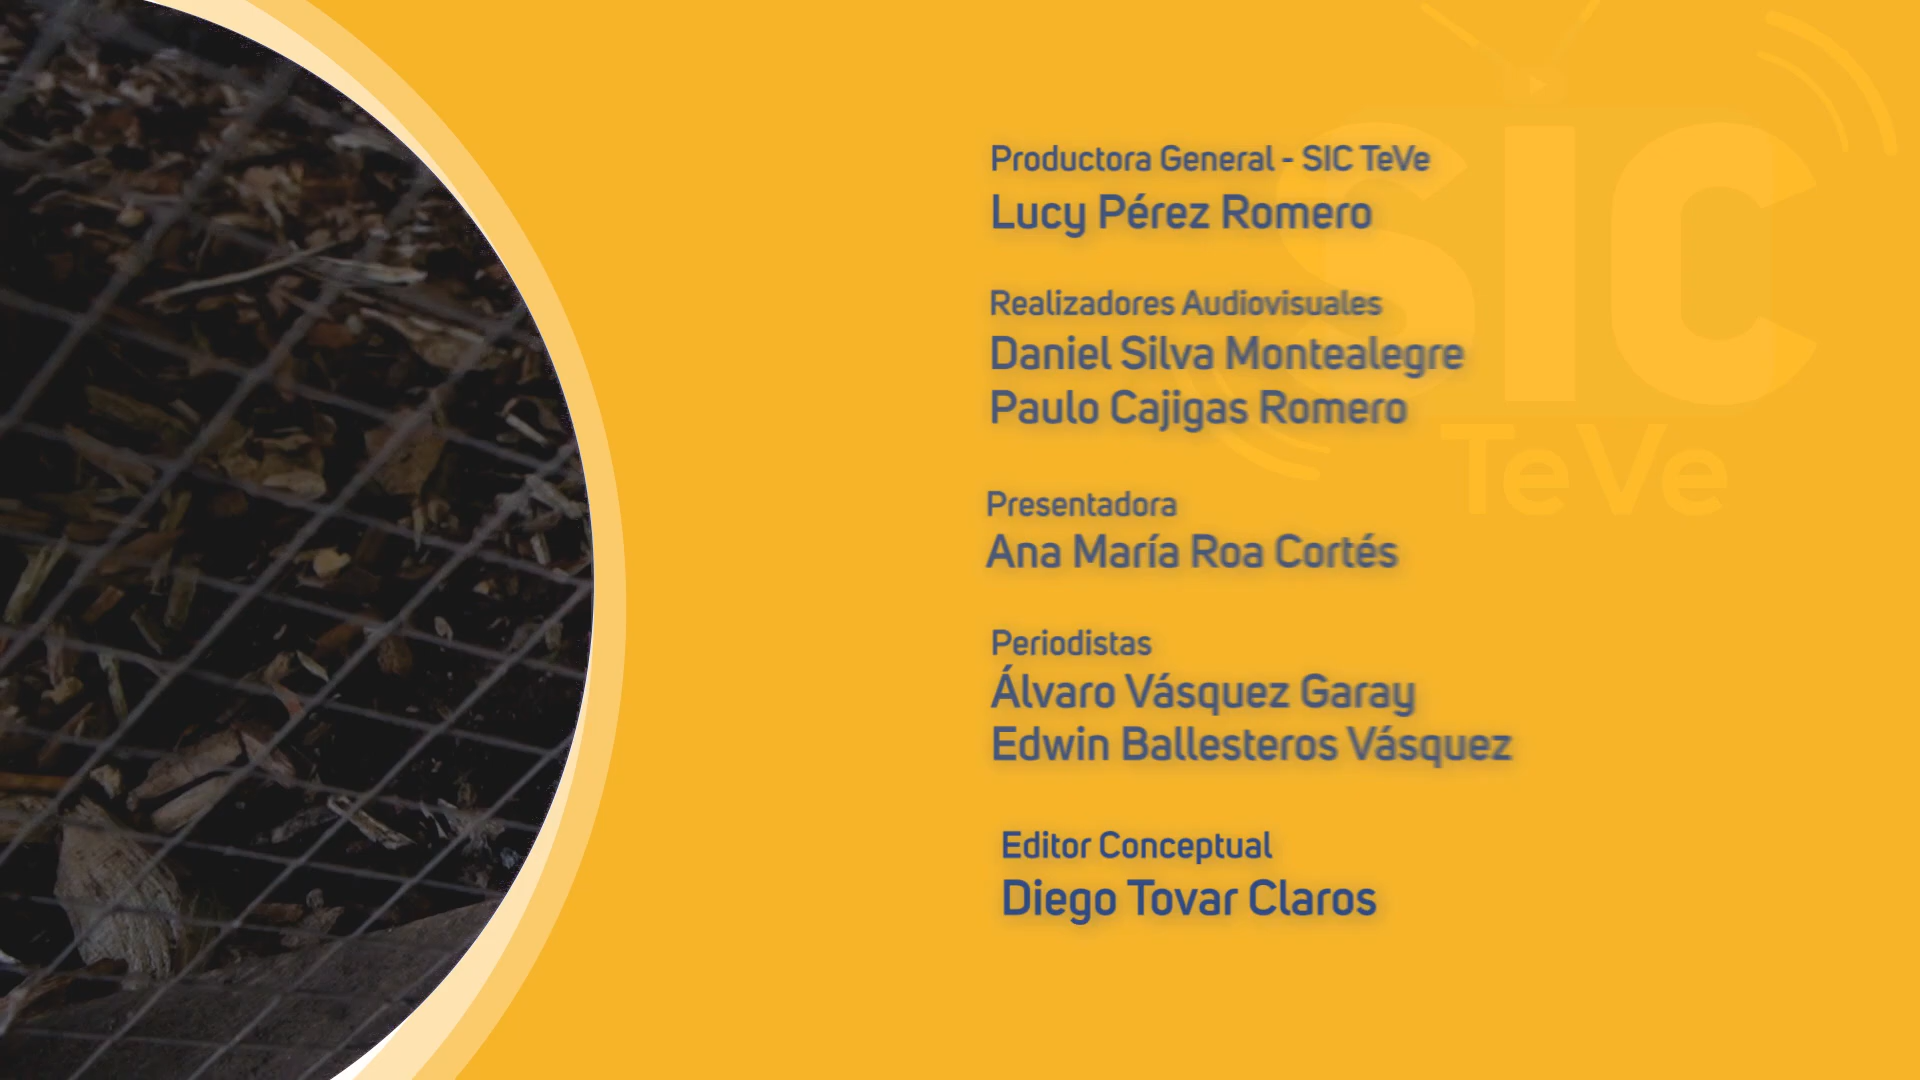 SIC
TeVe
Productora General - SIC TeVe
Lucy Pérez Romero
Realizadores Audiovisuales
Daniel Silva Montealegre
Paulo Cajigas Romero
Presentadora
Ana María Roa Cortés
Periodistas
Álvaro Vásquez Garay
Edwin Ballesteros Vásquez
Editor Conceptual
Diego Tovar Claros